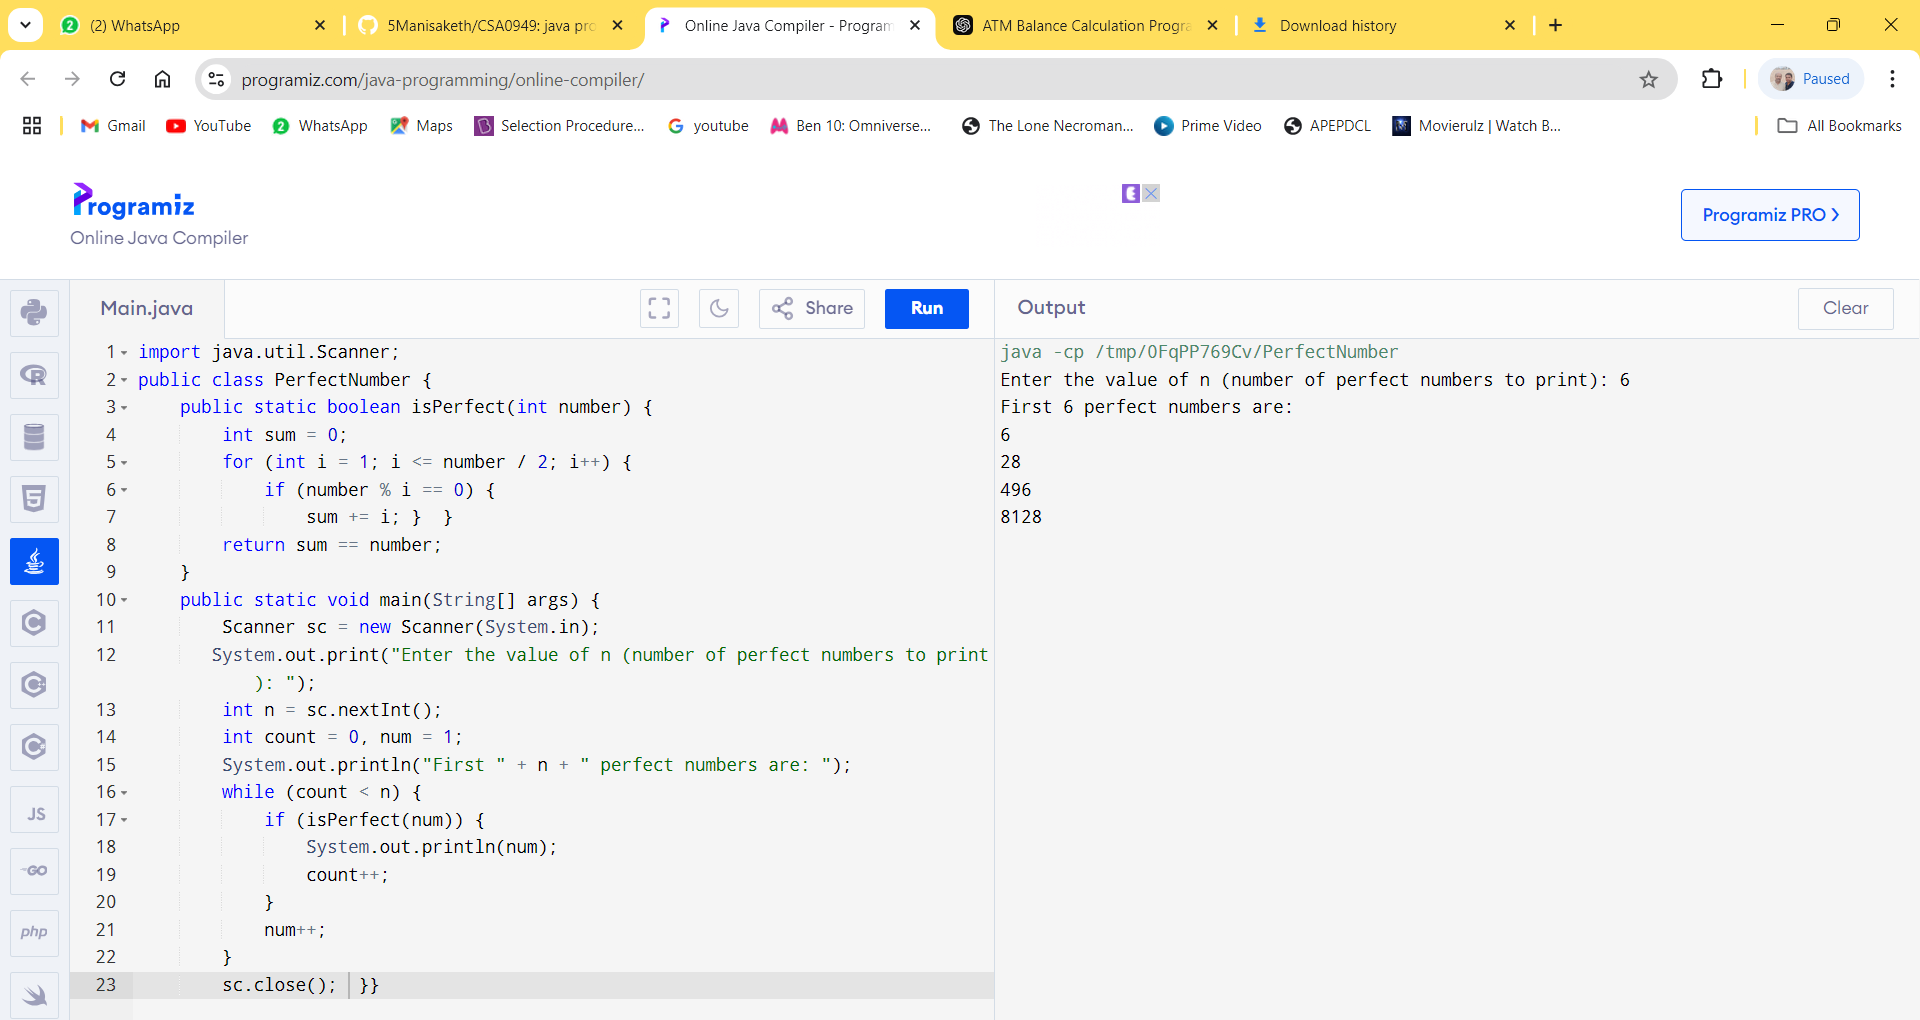 (2) WhatsApp
5Manisaketh/CSA0949: java pro
Online Java Compiler - Program
ATM Balance Calculation Progra
Download history
programiz.com/java-programming/online-compiler/
Paused
Gmail
YouTube
WhatsApp
Maps
Selection Procedure...
youtube
Ben 10: Omniverse...
The Lone Necroman...
Prime Video
APEPDCL
Movierulz | Watch B...
All Bookmarks
Programiz
Online Java Compiler
Programiz PRO >
Main.java
Share
Run
Output
Clear
1 import java.util.Scanner;
2 public class PerfectNumber {
3     public static boolean isPerfect(int number) {
4         int sum = 0;
5         for (int i = 1; i <= number / 2; i++) {
6             if (number % i == 0) {
7                 sum += i; }  }
8         return sum == number;
9     }
10     public static void main(String[] args) {
11         Scanner sc = new Scanner(System.in);
12        System.out.print("Enter the value of n (number of perfect numbers to print
): ");
13         int n = sc.nextInt();
14         int count = 0, num = 1;
15         System.out.println("First " + n + " perfect numbers are: ");
16         while (count < n) {
17             if (isPerfect(num)) {
18                 System.out.println(num);
19                 count++;
20             }
21             num++;
22         }
23         sc.close();  }}
java -cp /tmp/OFqPP769Cv/PerfectNumber
Enter the value of n (number of perfect numbers to print): 6
First 6 perfect numbers are:
6
28
496
8128
JS
GO
php